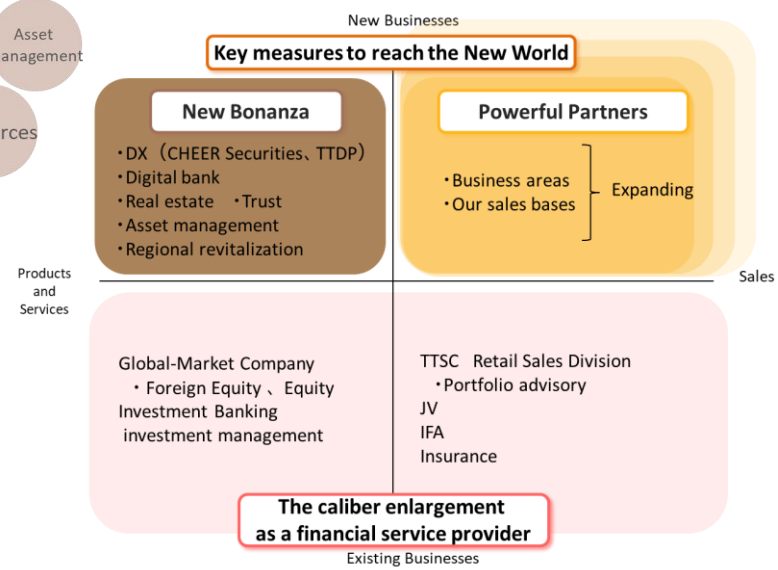 New Businesses
Asset
anagement
Key measures to reach the New World
New Bonanza
Powerful Partners
rces
・DX（CHEER Securities、TTDP）
・Digital bank
・Real estate ・Trust
・Asset management
・Regional revitalization
・Business areas
・Our sales bases
Expanding
Products
and
Services
Sales
Global-Market Company
・Foreign Equity 、Equity
Investment Banking
investment management
TTSC Retail Sales Division
・Portfolio advisory
JV
IFA
Insurance
The caliber enlargement
as a financial service provider
Existing Businesses